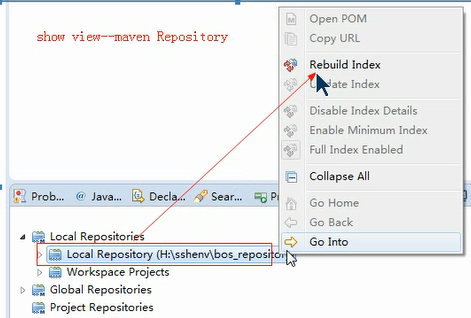 show view--maven Repository
Open POM
Copy URL
Rebuild Index
Update Index
Disable Index Details
Enable Minimum Index
Full Index Enabled
Collapse All
Go Home
Go Back
Go Into
Prob... @ Java... Decla... Sear...
Local Repositories
Local Repository (H:\sshenv\bos_repositor
Workspace Projects
Global Repositories
Project Repositories